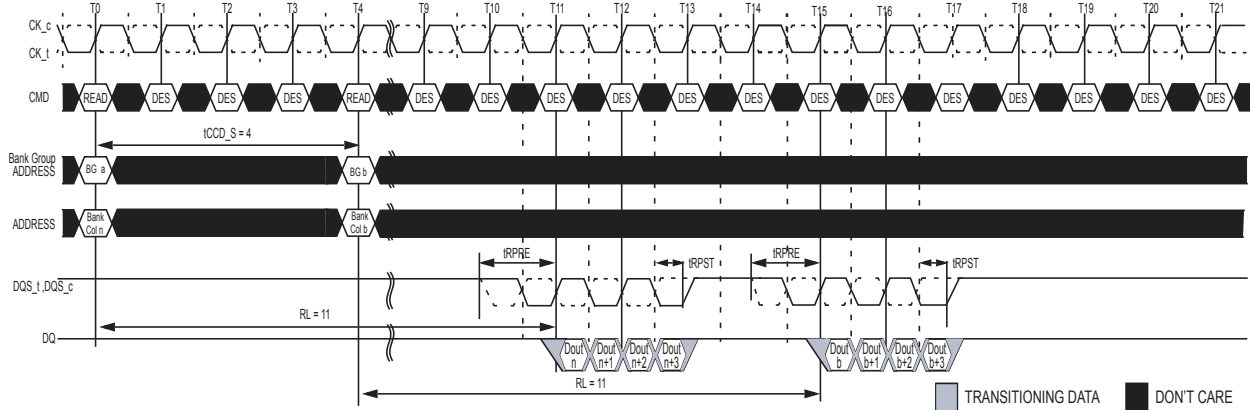 T0 T1 T2 T3 T4 T9 T10 T11 T12 T13 T14 T15 T16 T17 T18 T19 T20 T21
CK_c
CK_t
CMD READ DES DES DES READ DES DES DES DES DES DES DES DES DES DES DES DES DES
tCCD_S = 4
Bank Group
ADDRESS BG a BG b
ADDRESS Bank Col n Bank Col b
tRPRE tRPST tRPRE tRPST
DQS_t ,DQS_c
RL = 11
DQ Dout n Dout n+1 Dout n+2 Dout n+3 Dout b Dout b+1 Dout b+2 Dout b+3
RL = 11
TRANSITIONING DATA DON'T CARE